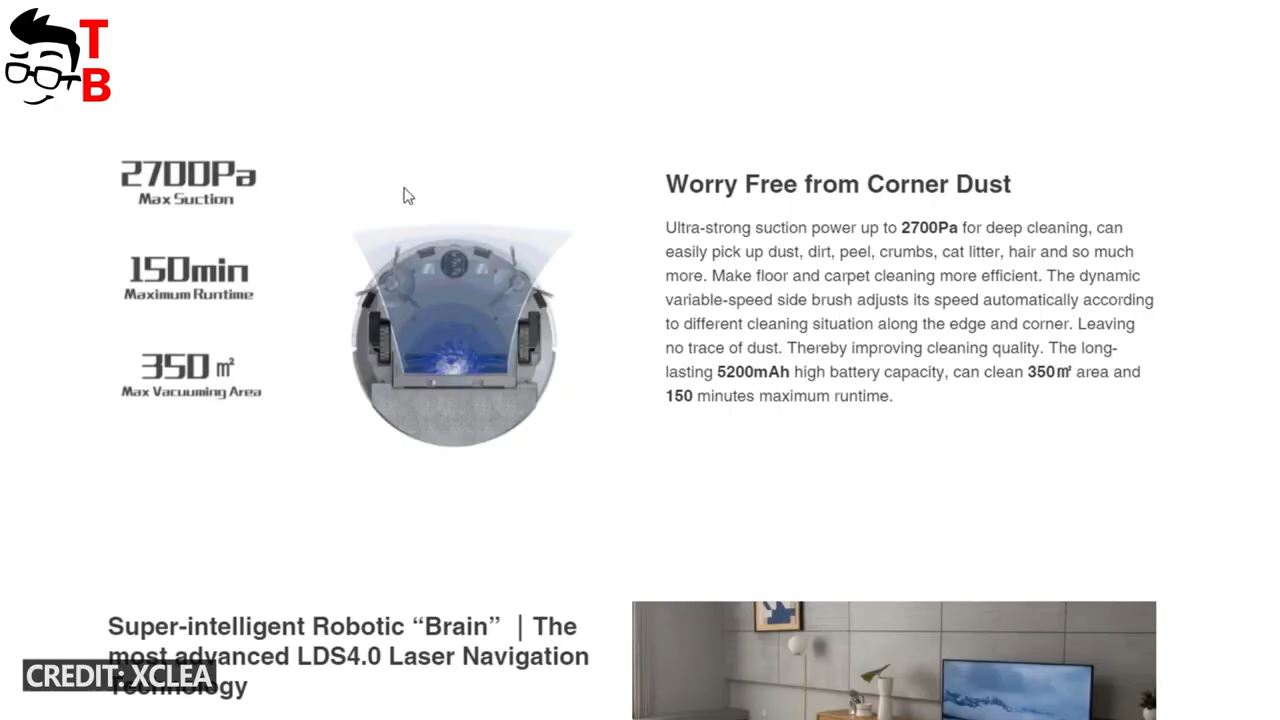 T
B
2700Pa
Max Suction
150min
Maximum Runtime
350 ㎡
Max Vacuuming Area
Worry Free from Corner Dust
Ultra-strong suction power up to 2700Pa for deep cleaning, can
easily pick up dust, dirt, peel, crumbs, cat litter, hair and so much
more. Make floor and carpet cleaning more efficient. The dynamic
variable-speed side brush adjusts its speed automatically according
to different cleaning situation along the edge and corner. Leaving
no trace of dust. Thereby improving cleaning quality. The long-
lasting 5200mAh high battery capacity, can clean 350㎡ area and
150 minutes maximum runtime.
Super-intelligent Robotic “Brain” ｜The
most advanced LDS4.0 Laser Navigation
Technology
CREDIT: XCLEA